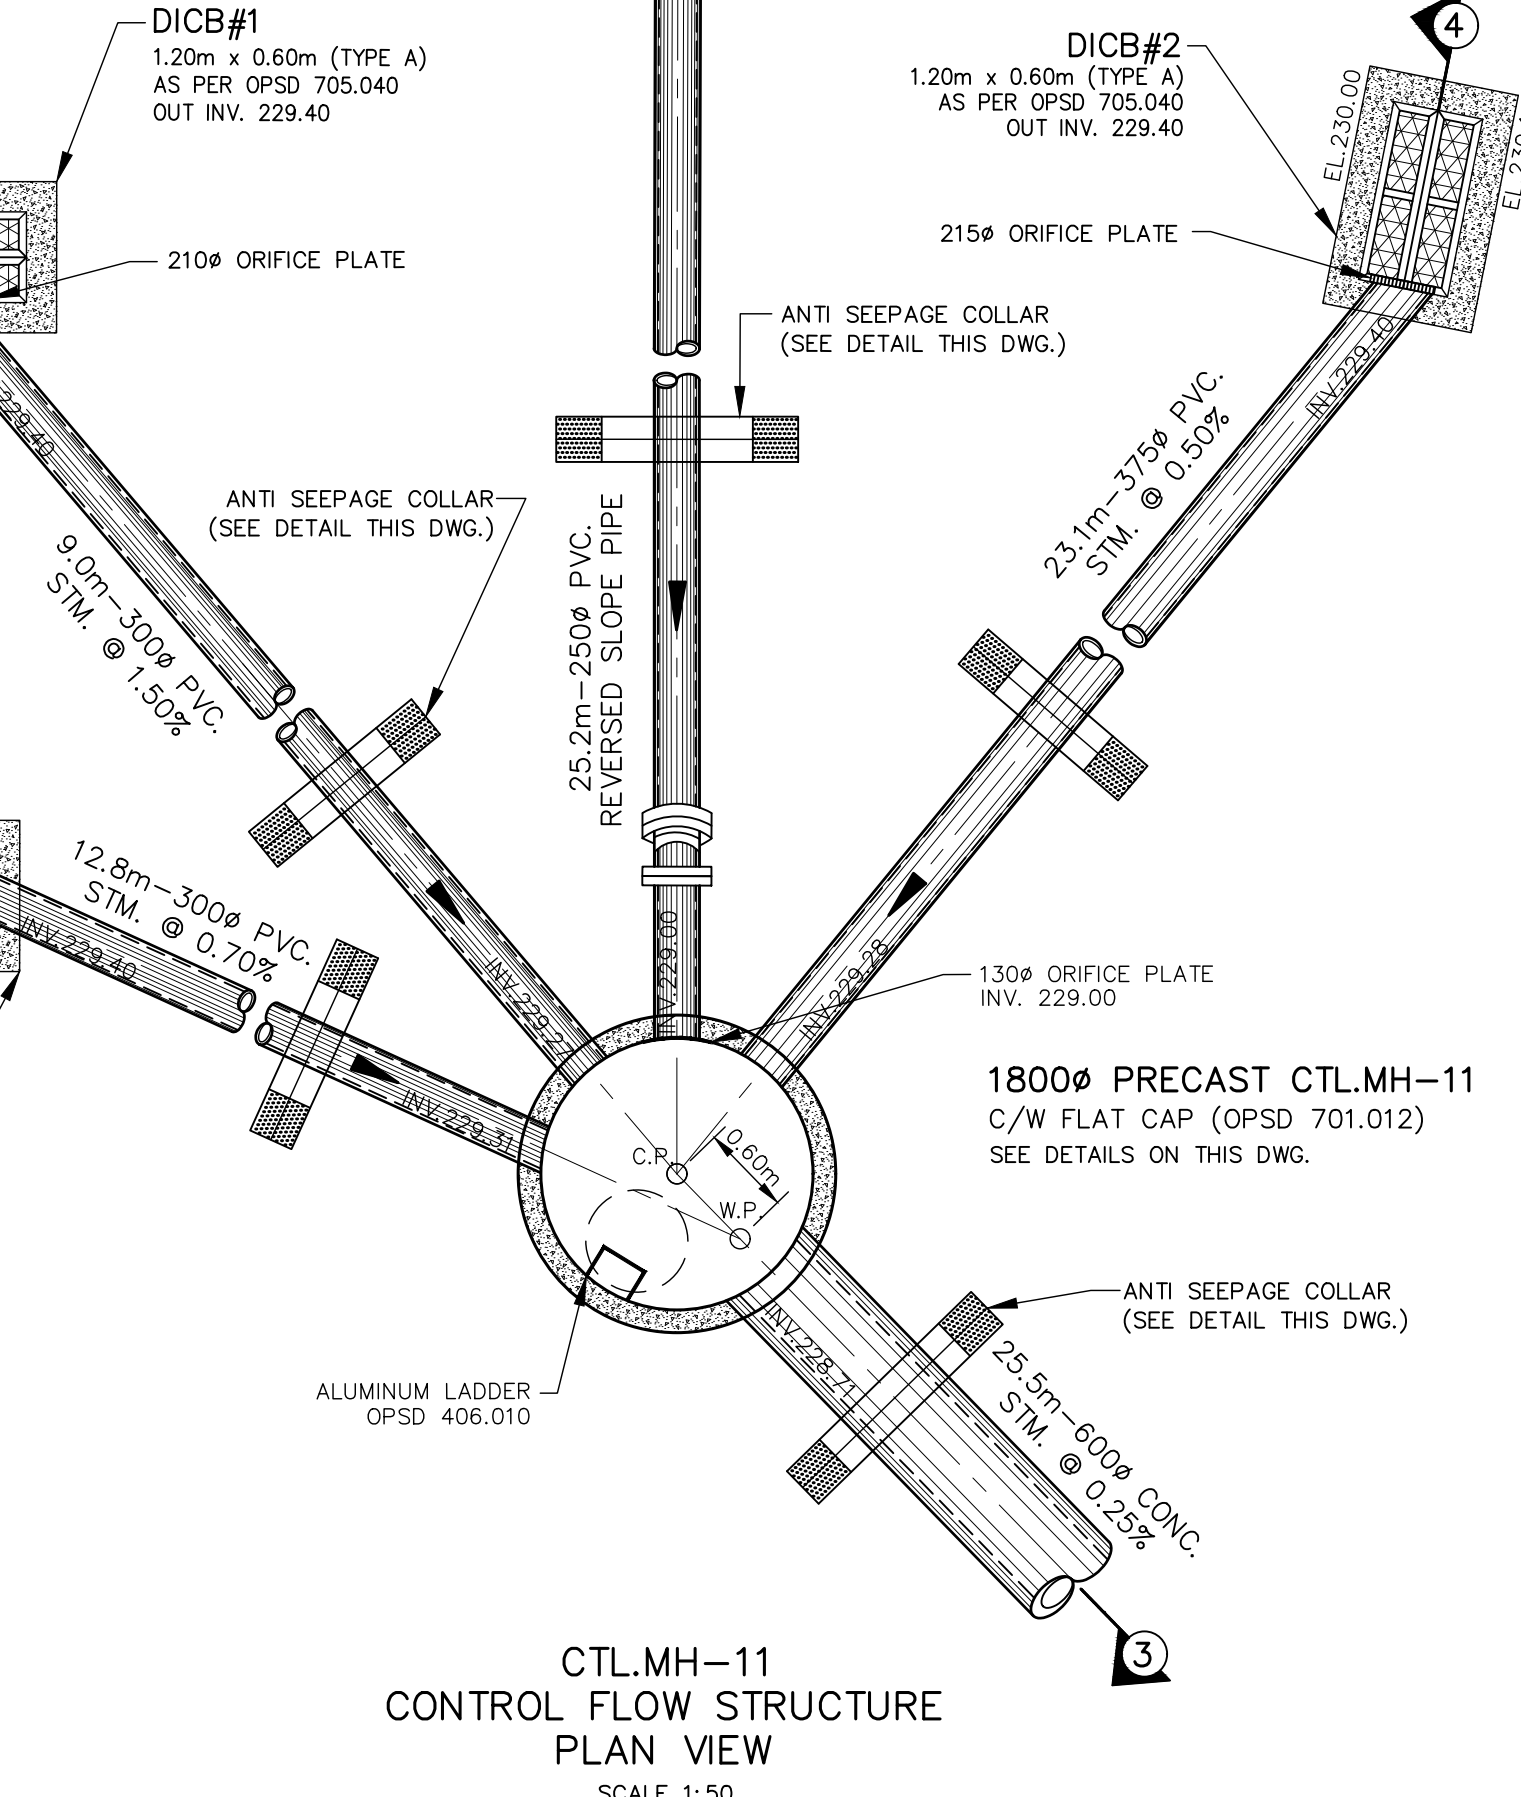 DICB#1
1.20m x 0.60m (TYPE A)
AS PER OPSD 705.040
OUT INV. 229.40
DICB#2
1.20m x 0.60m (TYPE A)
AS PER OPSD 705.040
OUT INV. 229.40
4
EL.230.00
210ø ORIFICE PLATE
215ø ORIFICE PLATE
ANTI SEEPAGE COLLAR
(SEE DETAIL THIS DWG.)
INV.229.40
229.40
23.1m-375ø PVC.
STM. @ 0.50%
ANTI SEEPAGE COLLAR
(SEE DETAIL THIS DWG.)
9.0m-300ø PVC.
STM. @ 1.50%
25.2m-250ø PVC.
REVERSED SLOPE PIPE
12.8m-300ø PVC.
STM. @ 0.70%
INV.229.40
INV.229.27
INV.229.00
INV.229.28
130ø ORIFICE PLATE
INV. 229.00
INV.229.31
1800ø PRECAST CTL.MH-11
C/W FLAT CAP (OPSD 701.012)
SEE DETAILS ON THIS DWG.
C.P.
0.60m
W.P.
ANTI SEEPAGE COLLAR
(SEE DETAIL THIS DWG.)
INV.228.71
25.5m-600ø CONC.
STM. @ 0.25%
ALUMINUM LADDER
OPSD 406.010
3
CTL.MH-11
CONTROL FLOW STRUCTURE
PLAN VIEW
SCALE 1:50